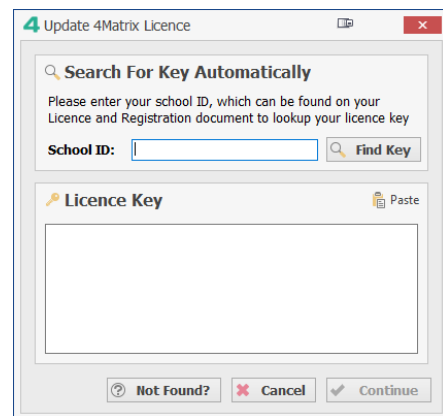 4 Update 4Matrix Licence
Search For Key Automatically
Please enter your school ID, which can be found on your
Licence and Registration document to lookup your licence key
School ID:
Find Key
Licence Key
Paste
Not Found?
Cancel
Continue